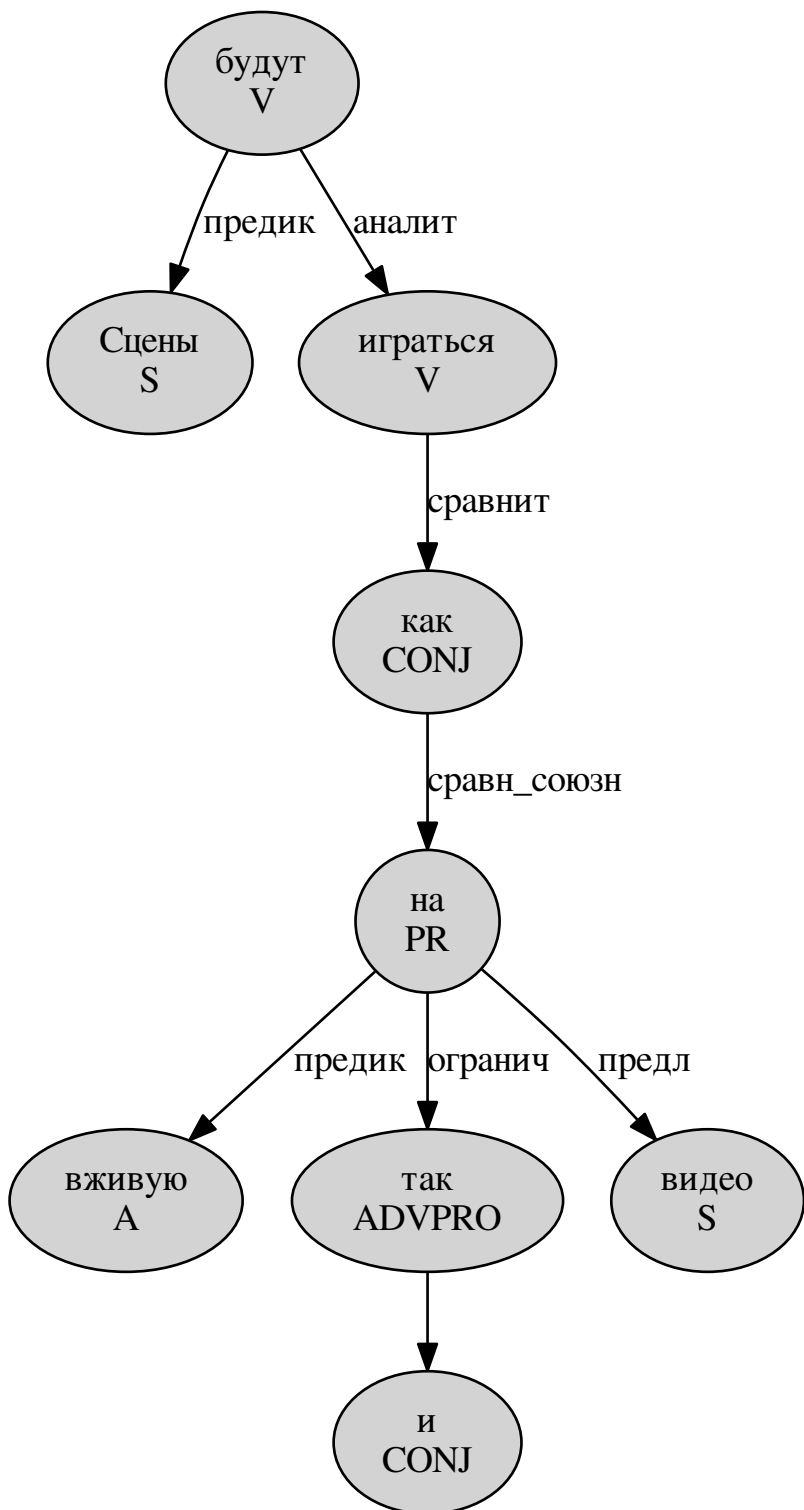 будут
V
предик
аналит
Сцены
S
играться
V
сравнит
как
CONJ
сравн_союзн
на
PR
предик
огранич
предл
вживую
A
так
ADVPRO
видео
S
и
CONJ